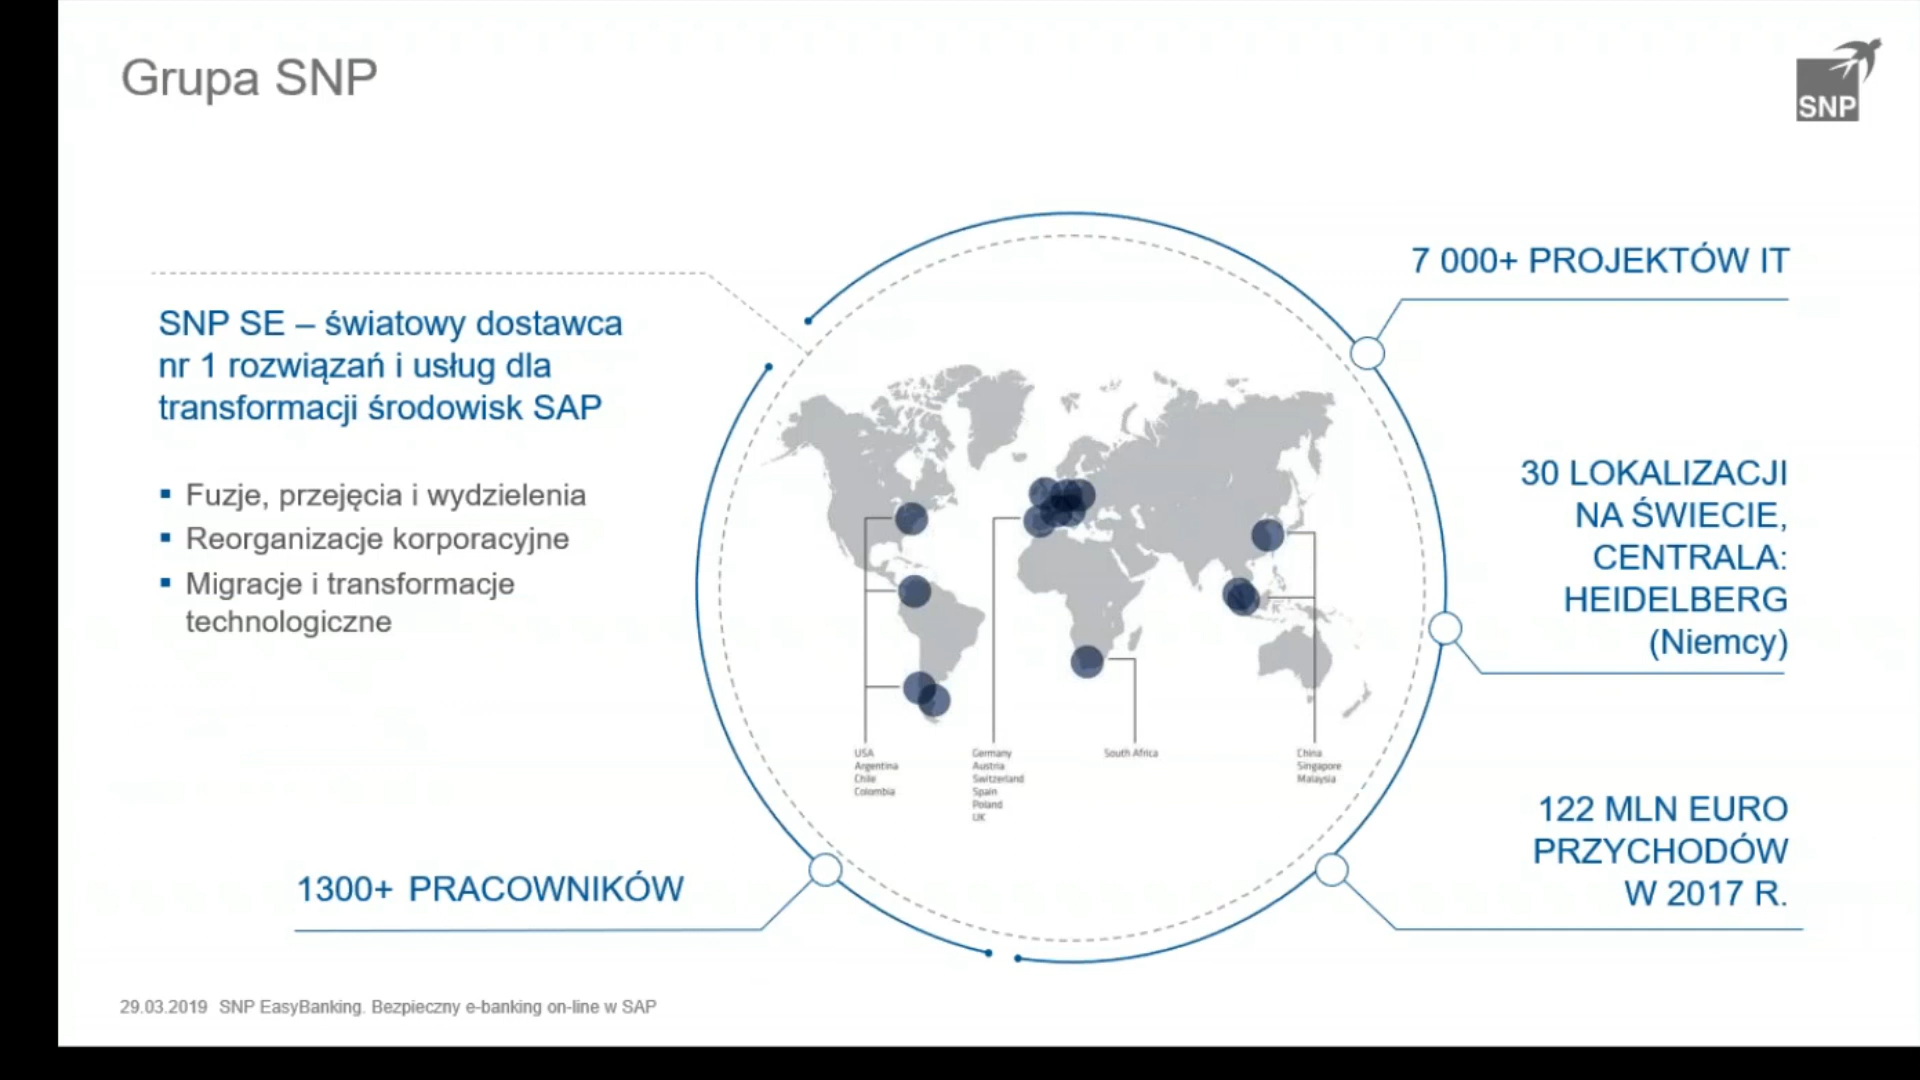 Grupa SNP
SNP
SNP SE – światowy dostawca
nr 1 rozwiązań i usług dla
transformacji środowisk SAP
▪ Fuzje, przejęcia i wydzielenia
▪ Reorganizacje korporacyjne
▪ Migracje i transformacje
technologiczne
7 000+ PROJEKTÓW IT
30 LOKALIZACJI
NA ŚWIECIE,
CENTRALA:
HEIDELBERG
(Niemcy)
USA
Argentina
Chile
Colombia
Germany
Austria
Switzerland
Spain
Poland
UK
South Africa
China
Singapore
Malaysia
122 MLN EURO
PRZYCHODÓW
W 2017 R.
1300+ PRACOWNIKÓW
29.03.2019 SNP EasyBanking. Bezpieczny e-banking on-line w SAP